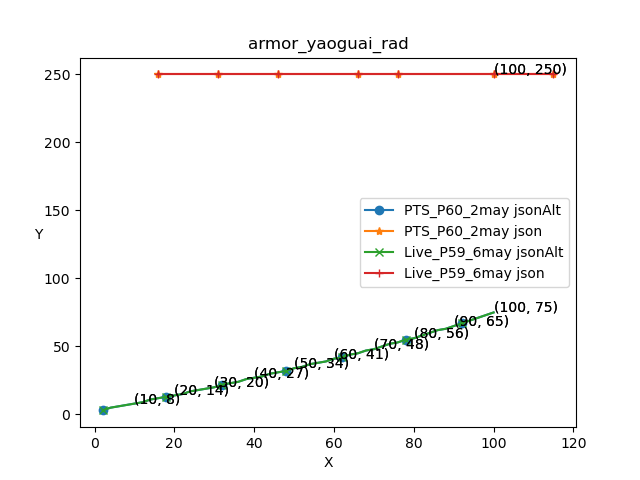 armor_yaoguai_rad
250
200
150
100
50
0
Y
(100, 250)
PTS_P60_2may jsonAlt
PTS_P60_2may json
Live_P59_6may jsonAlt
Live_P59_6may json
(100, 75)
(90, 65)
(80, 56)
(70, 48)
(60, 41)
(50, 34)
(40, 27)
(30, 20)
(20, 14)
(10, 8)
0 20 40 60 80 100 120
X